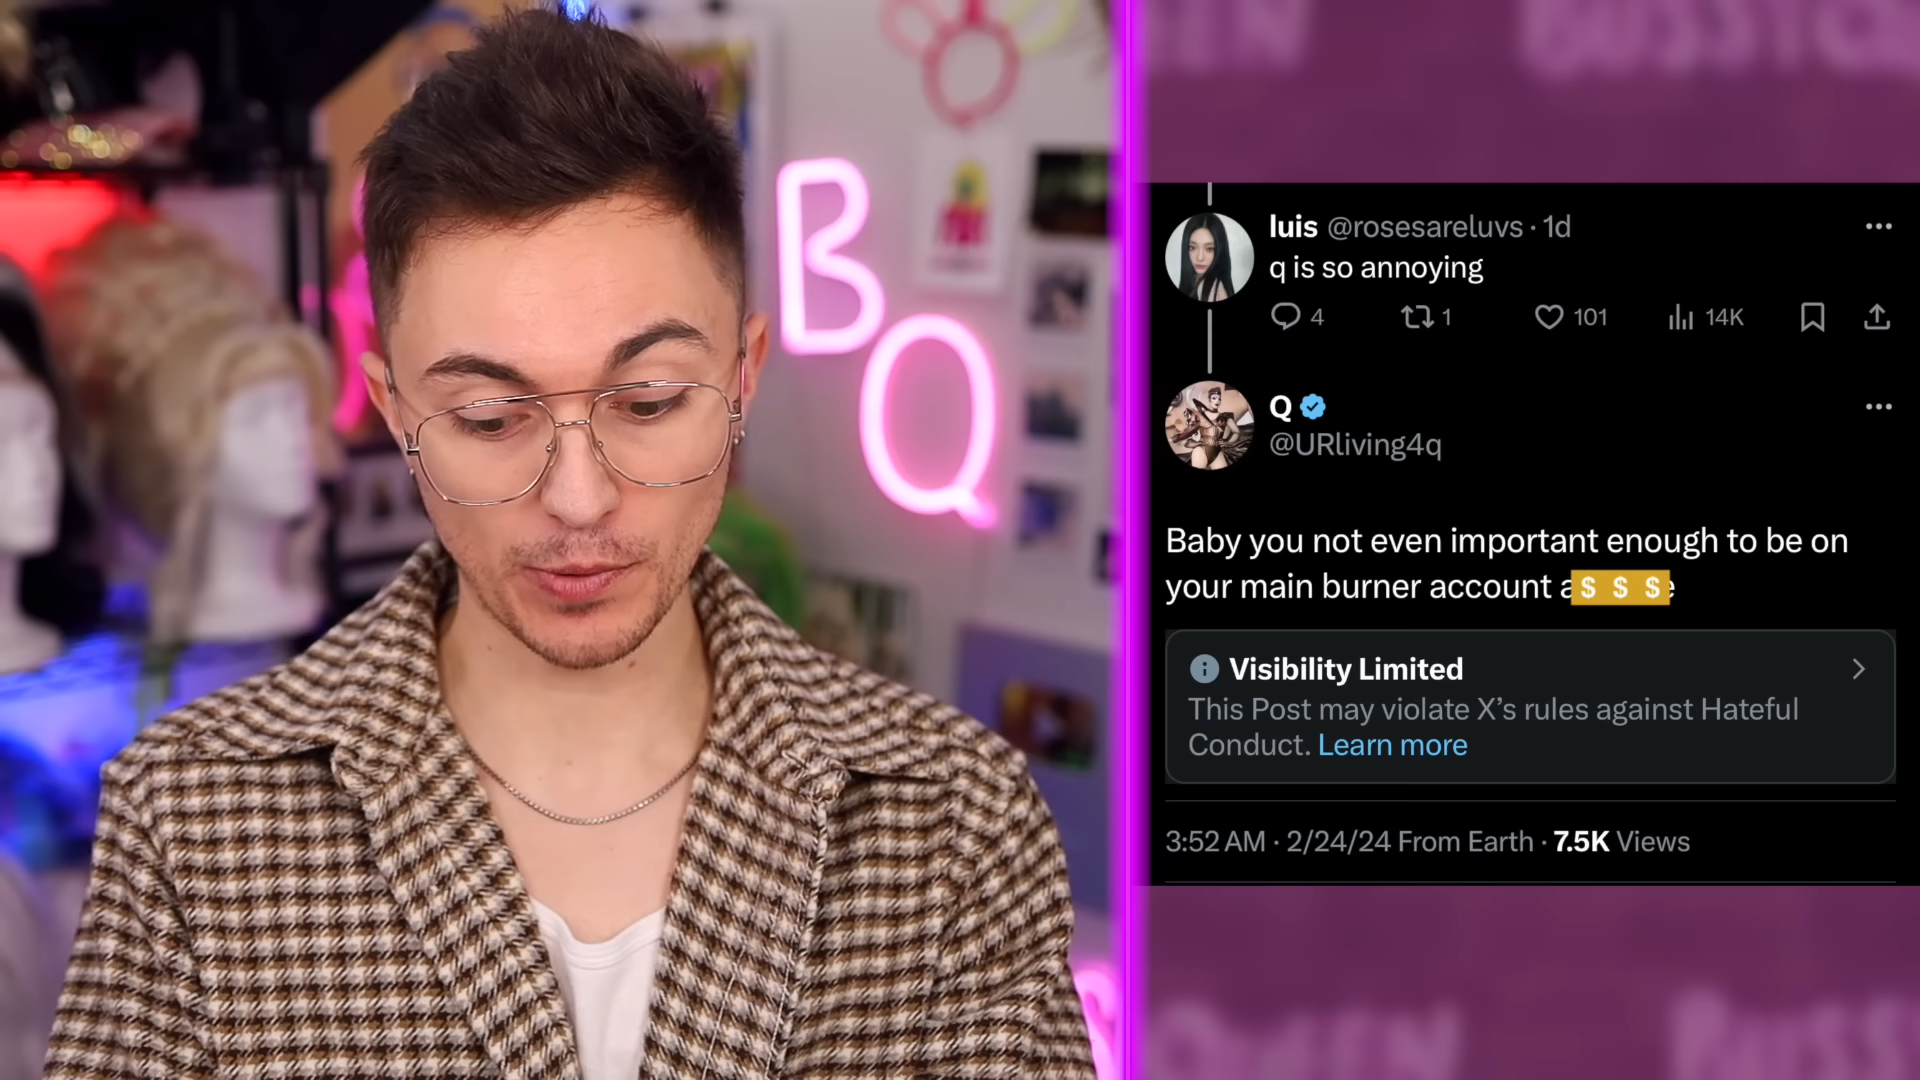 B
Q
luis @rosesareluvs · 1d
q is so annoying
4 1 101 14K
Q
@URliving4q
Baby you not even important enough to be on
your main burner account a$ $ $e
Visibility Limited
This Post may violate X’s rules against Hateful
Conduct. Learn more
3:52 AM · 2/24/24 From Earth · 7.5K Views